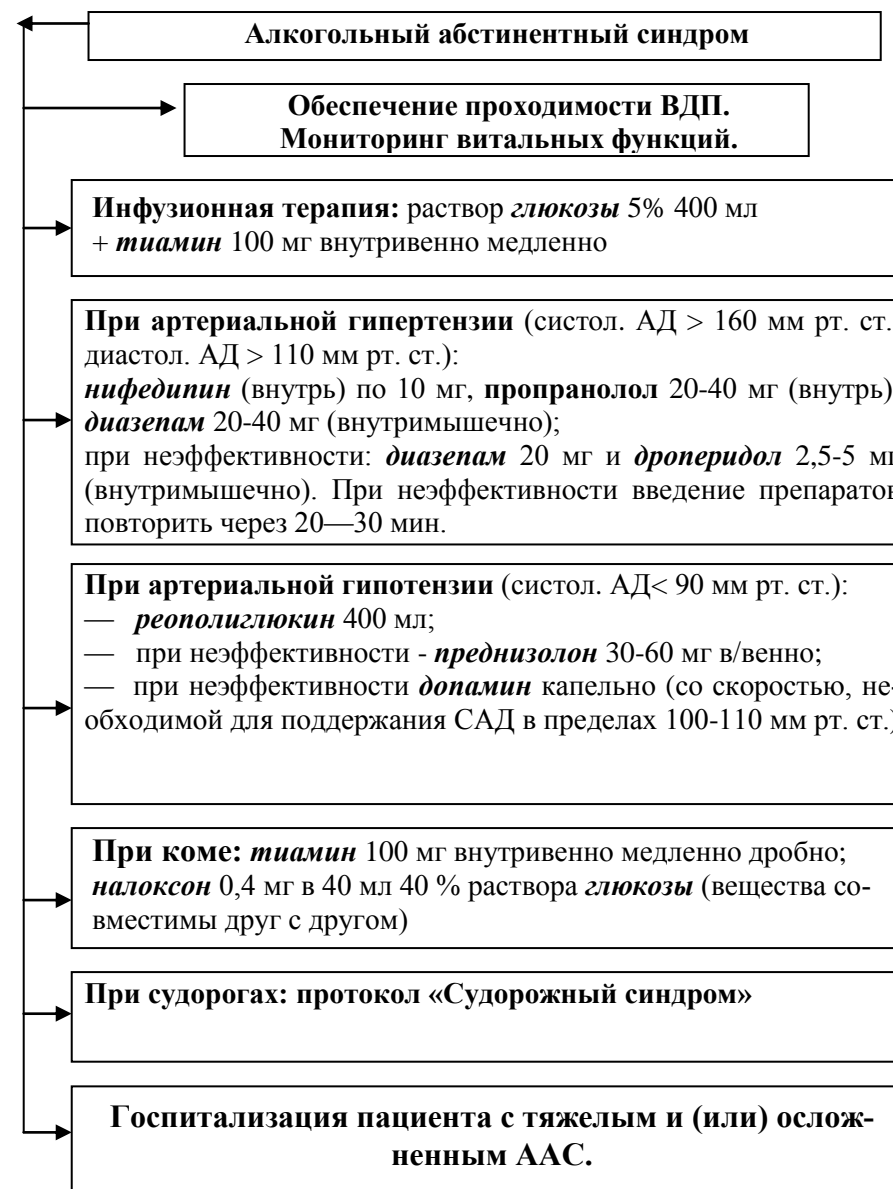 Алкогольный абстинентный синдром
Обеспечение проходимости ВДП.
Мониторинг витальных функций.
Инфузионная терапия: раствор глюкозы 5% 400 мл
+ тиамин 100 мг внутривенно медленно
При артериальной гипертензии (систол. АД > 160 мм рт. ст.
диастол. АД > 110 мм рт. ст.):
нифедипин (внутрь) по 10 мг, пропранолол 20-40 мг (внутрь)
диазепам 20-40 мг (внутримышечно);
при неэффективности: диазепам 20 мг и дроперидол 2,5-5 мг
(внутримышечно). При неэффективности введение препаратов
повторить через 20—30 мин.
При артериальной гипотензии (систол. АД< 90 мм рт. ст.):
— реополиглюкин 400 мл;
— при неэффективности - преднизолон 30-60 мг в/венно;
— при неэффективности допамин капельно (со скоростью, не-
обходимой для поддержания САД в пределах 100-110 мм рт. ст.)
При коме: тиамин 100 мг внутривенно медленно дробно;
налоксон 0,4 мг в 40 мл 40 % раствора глюкозы (вещества со-
вместимы друг с другом)
При судорогах: протокол «Судорожный синдром»
Госпитализация пациента с тяжелым и (или) ослож-
ненным ААС.